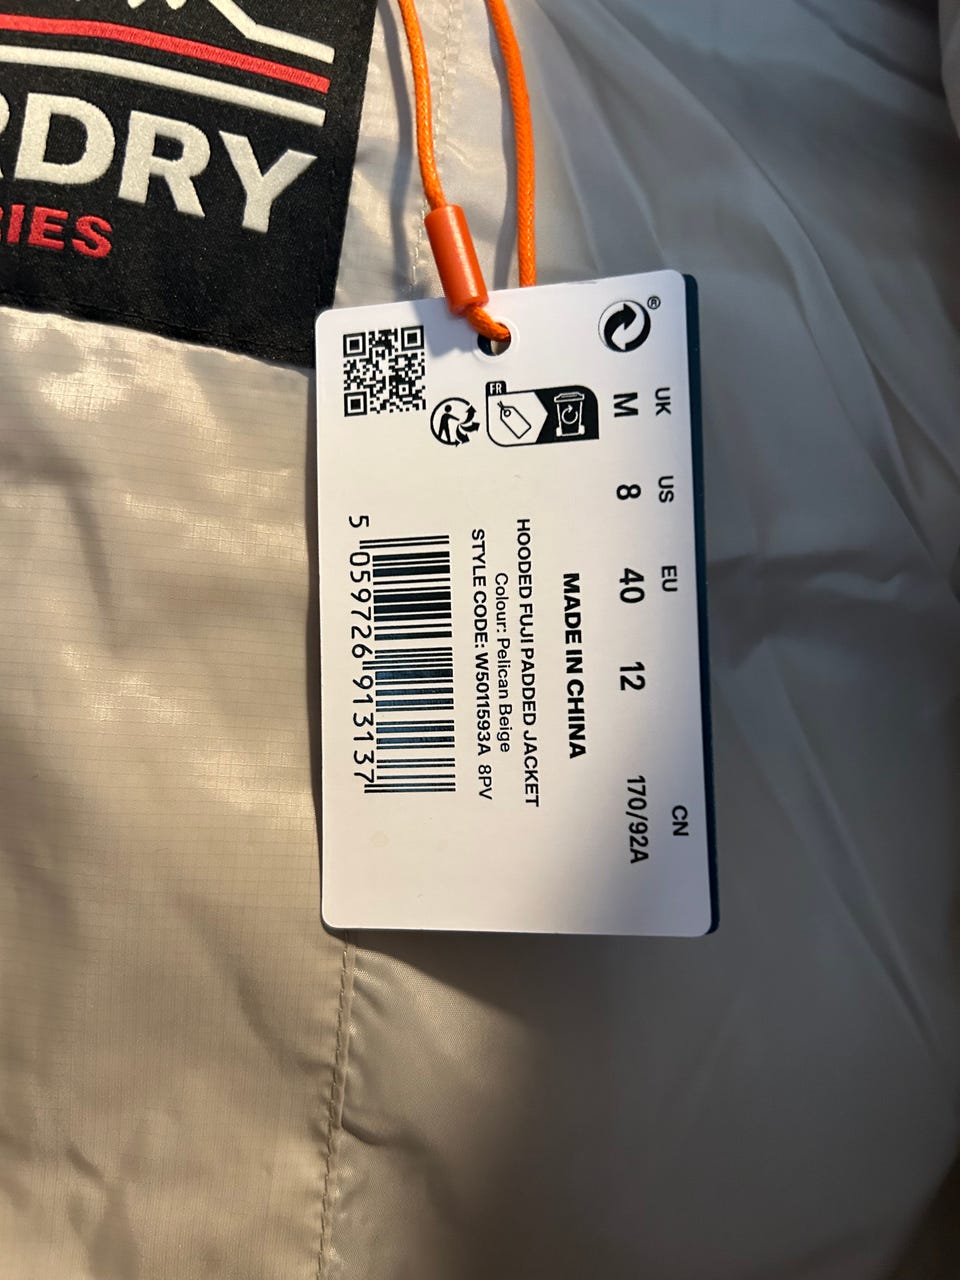 RDRY
IES
®
UK US EU CN
M 8 40 12 170/92A
MADE IN CHINA
FR
HOODED FUJI PADDED JACKET
Colour: Pelican Beige
STYLE CODE: W5011593A 8PV
5 059726 913137